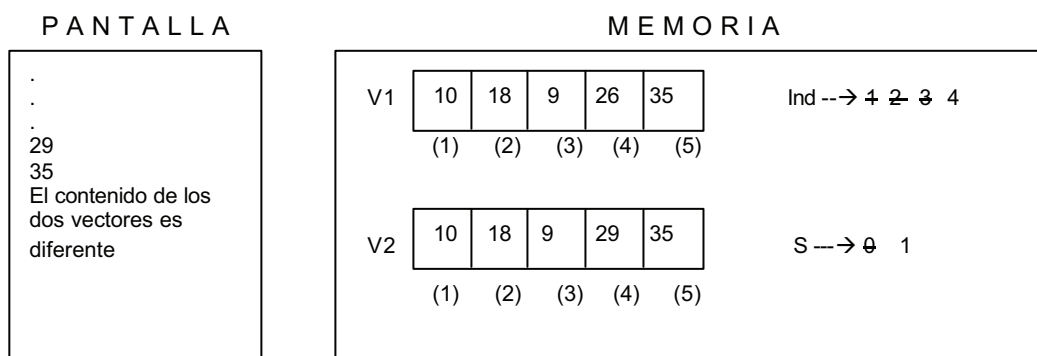 P A N T A L L A
M E M O R I A
.
.
.
29
35
El contenido de los
dos vectores es
diferente
V1 10 18 9 26 35 Ind --→ 1 2 3 4
(1) (2) (3) (4) (5)
V2 10 18 9 29 35 S ---→ 0 1
(1) (2) (3) (4) (5)